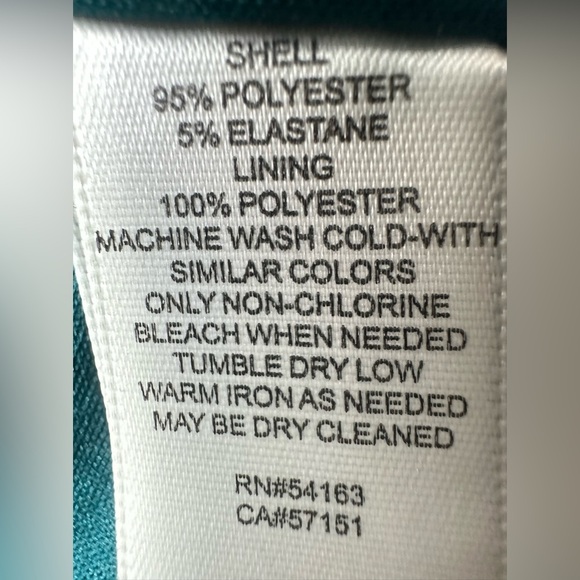 SHELL
95% POLYESTER
5% ELASTANE
LINING
100% POLYESTER
MACHINE WASH COLD-WITH
SIMILAR COLORS
ONLY NON-CHLORINE
BLEACH WHEN NEEDED
TUMBLE DRY LOW
WARM IRON AS NEEDED
MAY BE DRY CLEANED
RN#54163
CA#57151